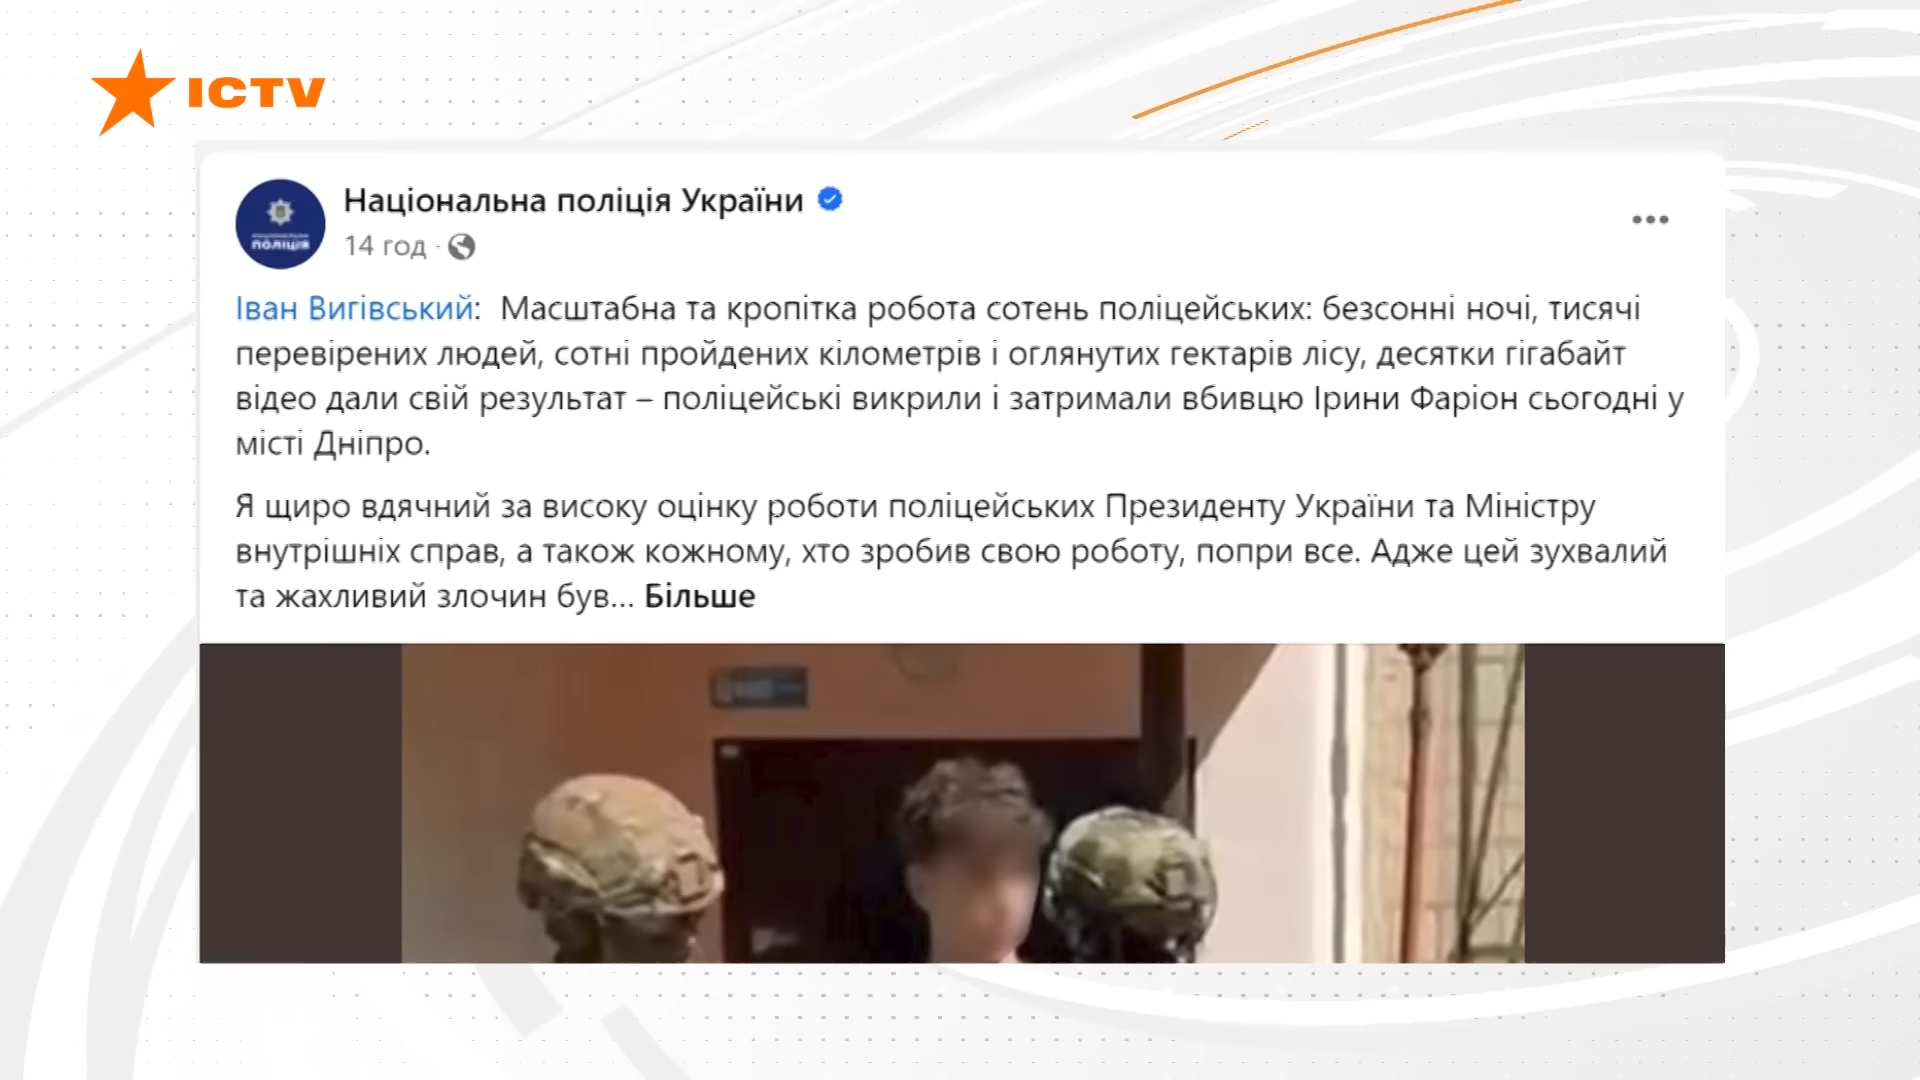 ICTV
Національна поліція України
14 год ·
ПОЛІЦІЯ
Іван Вигівський: Масштабна та кропітка робота сотень поліцейських: безсонні ночі, тисячі
перевірених людей, сотні пройдених кілометрів і оглянутих гектарів лісу, десятки гігабайт
відео дали свій результат – поліцейські викрили і затримали вбивцю Ірини Фаріон сьогодні у
місті Дніпро.
Я щиро вдячний за високу оцінку роботи поліцейських Президенту України та Міністру
внутрішніх справ, а також кожному, хто зробив свою роботу, попри все. Адже цей зухвалий
та жахливий злочин був... Більше